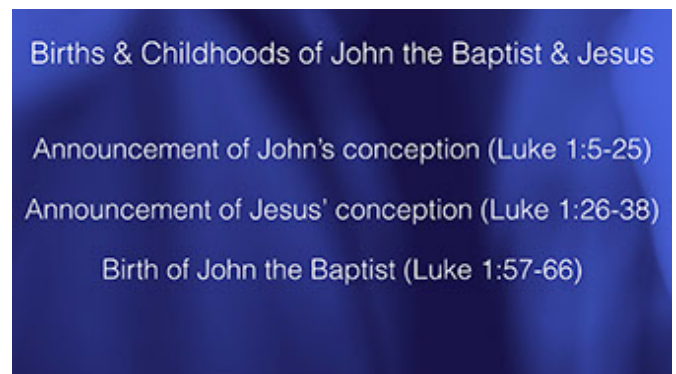 Births & Childhoods of John the Baptist & Jesus
Announcement of John’s conception (Luke 1:5-25)
Announcement of Jesus’ conception (Luke 1:26-38)
Birth of John the Baptist (Luke 1:57-66)